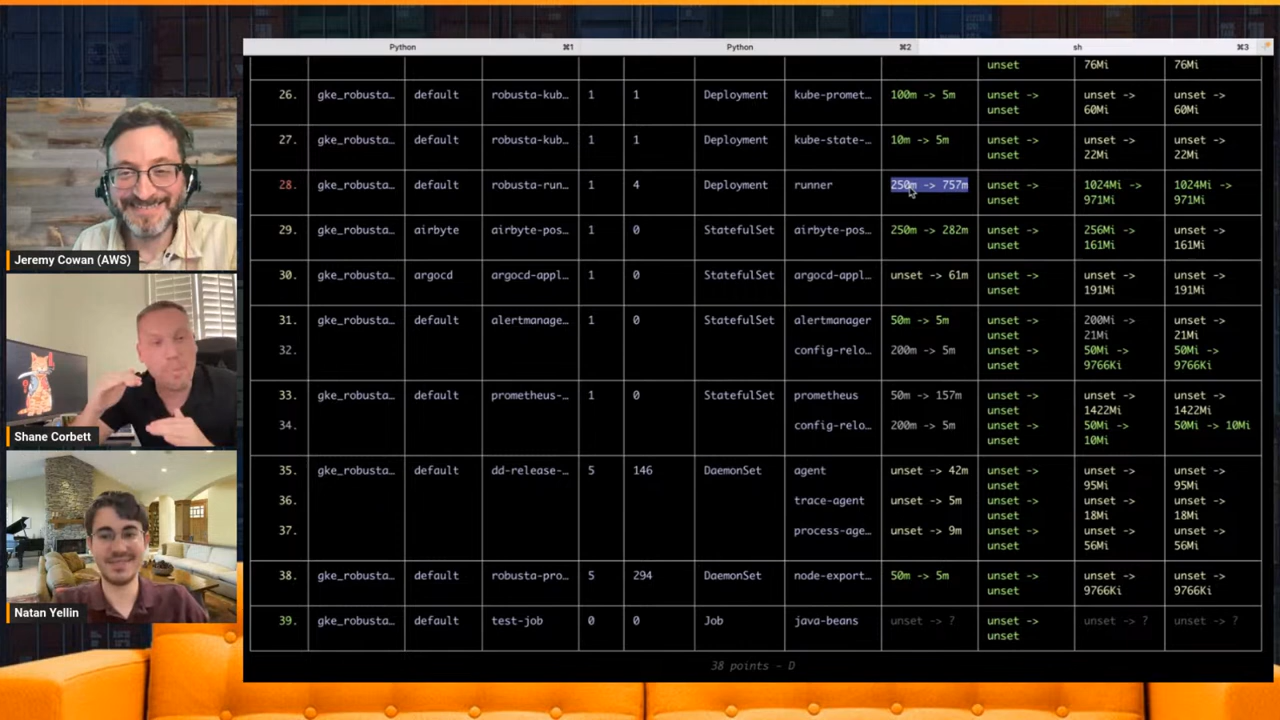 Python ⌘1 Python ⌘2 sh ⌘3
unset 76Mi 76Mi
26. gke_robusta… default robusta-kub… 1 1 Deployment kube-promet… 100m -> 5m unset -> unset -> unset ->
unset 60Mi 60Mi
27. gke_robusta… default robusta-kub… 1 1 Deployment kube-state-… 10m -> 5m unset -> unset -> unset ->
unset 22Mi 22Mi
28. gke_robusta… default robusta-run… 1 4 Deployment runner 250m -> 757m unset -> 1024Mi -> 1024Mi ->
unset 971Mi 971Mi
29. gke_robusta… airbyte airbyte-pos… 1 0 StatefulSet airbyte-pos… 250m -> 282m unset -> 256Mi -> unset ->
unset 161Mi 161Mi
30. gke_robusta… argocd argocd-appl… 1 0 StatefulSet argocd-appl… unset -> 61m unset -> unset -> unset ->
unset 191Mi 191Mi
31. gke_robusta… default alertmanage… 1 0 StatefulSet alertmanager 50m -> 5m unset -> 200Mi -> unset ->
unset 21Mi 21Mi
32. config-relo… 200m -> 5m unset -> 50Mi -> 50Mi ->
unset 9766Ki 9766Ki
33. gke_robusta… default prometheus-… 1 0 StatefulSet prometheus 50m -> 157m unset -> unset -> unset ->
unset 1422Mi 1422Mi
34. config-relo… 200m -> 5m unset -> 50Mi -> 50Mi -> 10Mi
unset 10Mi
35. gke_robusta… default dd-release-… 5 146 DaemonSet agent unset -> 42m unset -> unset -> unset ->
unset 95Mi 95Mi
36. trace-agent unset -> 5m unset -> unset -> unset ->
unset 18Mi 18Mi
37. process-age… unset -> 9m unset -> unset -> unset ->
unset 56Mi 56Mi
38. gke_robusta… default robusta-pro… 5 294 DaemonSet node-export… 50m -> 5m unset -> unset -> unset ->
unset 9766Ki 9766Ki
39. gke_robusta… default test-job 0 0 Job java-beans unset -> ? unset -> unset -> ? unset -> ?
unset
38 points - D
Jeremy Cowan (AWS)
Shane Corbett
Natan Yellin